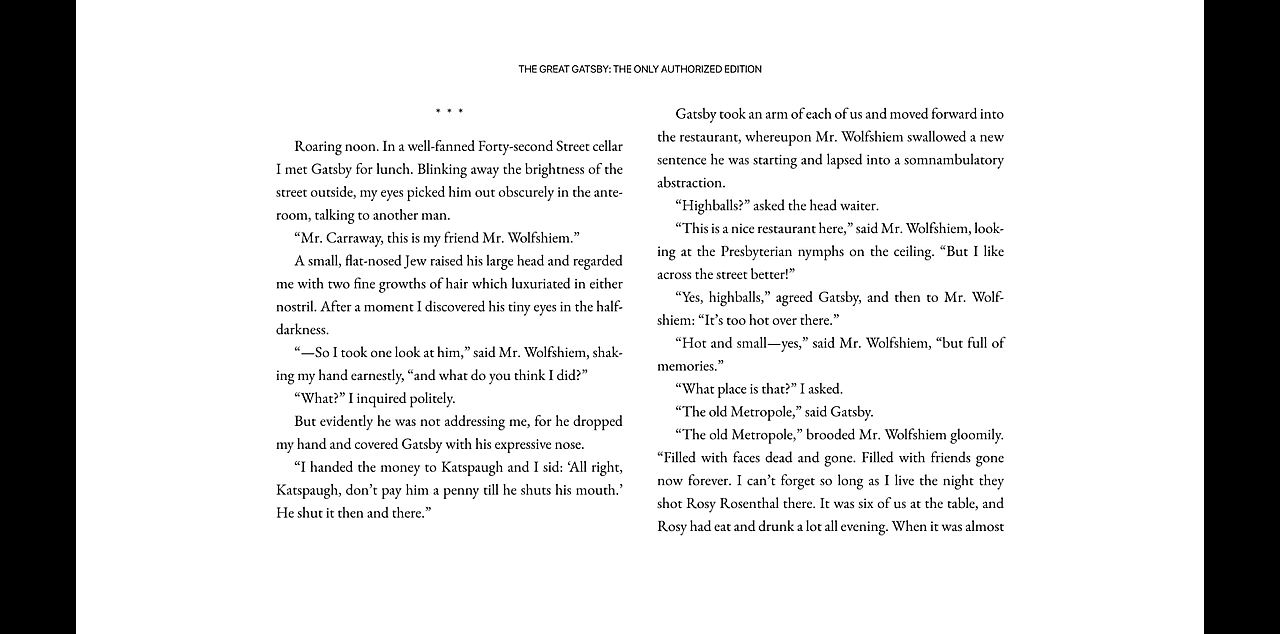 THE GREAT GATSBY: THE ONLY AUTHORIZED EDITION
* * *
Roaring noon. In a well-fanned Forty-second Street cellar
I met Gatsby for lunch. Blinking away the brightness of the
street outside, my eyes picked him out obscurely in the ante-
room, talking to another man.
“Mr. Carraway, this is my friend Mr. Wolfshiem.”
A small, flat-nosed Jew raised his large head and regarded
me with two fine growths of hair which luxuriated in either
nostril. After a moment I discovered his tiny eyes in the half-
darkness.
“—So I took one look at him,” said Mr. Wolfshiem, shak-
ing my hand earnestly, “and what do you think I did?”
“What?” I inquired politely.
But evidently he was not addressing me, for he dropped
my hand and covered Gatsby with his expressive nose.
“I handed the money to Katspaugh and I sid: ‘All right,
Katspaugh, don’t pay him a penny till he shuts his mouth.’
He shut it then and there.”
Gatsby took an arm of each of us and moved forward into
the restaurant, whereupon Mr. Wolfshiem swallowed a new
sentence he was starting and lapsed into a somnambulatory
abstraction.
“Highballs?” asked the head waiter.
“This is a nice restaurant here,” said Mr. Wolfshiem, look-
ing at the Presbyterian nymphs on the ceiling. “But I like
across the street better!”
“Yes, highballs,” agreed Gatsby, and then to Mr. Wolf-
shiem: “It’s too hot over there.”
“Hot and small—yes,” said Mr. Wolfshiem, “but full of
memories.”
“What place is that?” I asked.
“The old Metropole,” said Gatsby.
“The old Metropole,” brooded Mr. Wolfshiem gloomily.
“Filled with faces dead and gone. Filled with friends gone
now forever. I can’t forget so long as I live the night they
shot Rosy Rosenthal there. It was six of us at the table, and
Rosy had eat and drunk a lot all evening. When it was almost